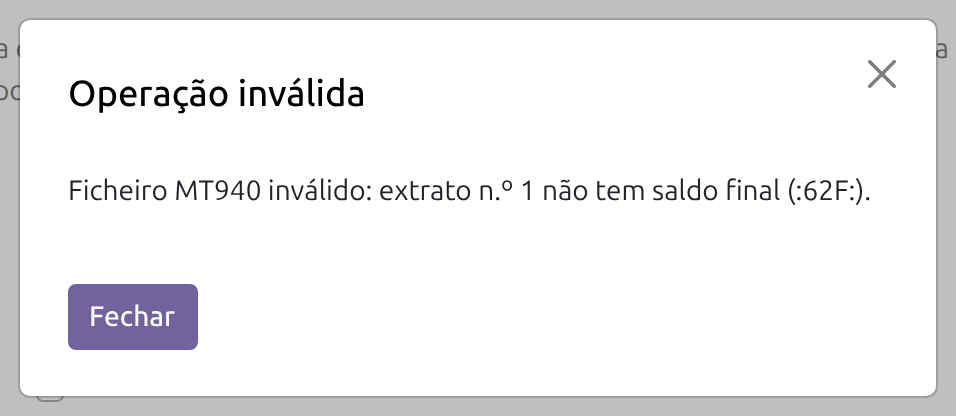 Operação inválida
Ficheiro MT940 inválido: extrato n.º 1 não tem saldo final (:62F:).
Fechar